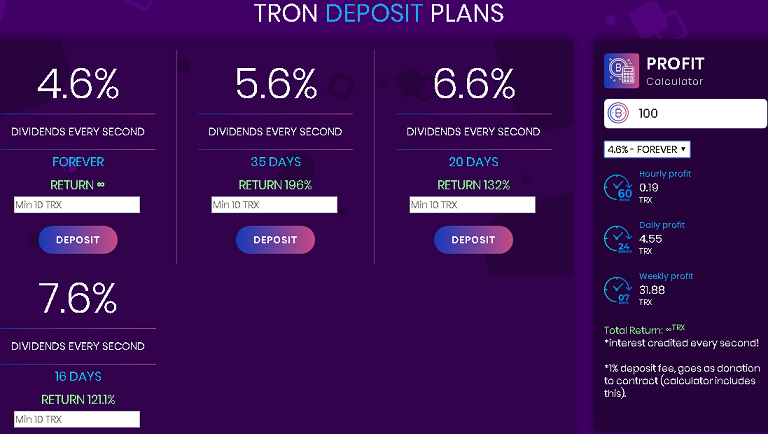 TRON DEPOSIT PLANS
4.6%
DIVIDENDS EVERY SECOND
FOREVER
RETURN ∞
Min 10 TRX
DEPOSIT
5.6%
DIVIDENDS EVERY SECOND
35 DAYS
RETURN 196%
Min 10 TRX
DEPOSIT
6.6%
DIVIDENDS EVERY SECOND
20 DAYS
RETURN 132%
Min 10 TRX
DEPOSIT
7.6%
DIVIDENDS EVERY SECOND
16 DAYS
RETURN 121.1%
Min 10 TRX
PROFIT
Calculator
100
4.6% - FOREVER
Hourly profit
60
0.19
TRX
Daily profit
24
4.55
TRX
Weekly profit
07
31.88
TRX
Total Return: ∞TRX
*interest credited every second!
*1% deposit fee, goes as donation
to contract (calculator includes
this).